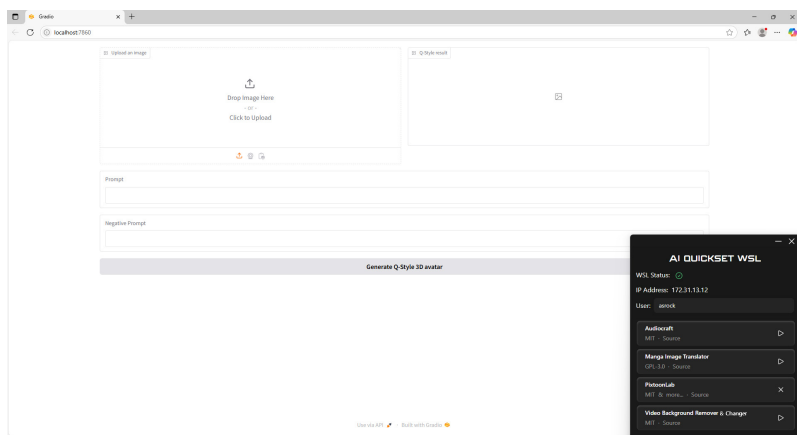 Gradio
localhost:7860
Upload an image
Q-Style result
Drop Image Here
- or -
Click to Upload
Prompt
Negative Prompt
Generate Q-Style 3D avatar
Use via API · Built with Gradio
AI QUICKSET WSL
WSL Status:
IP Address: 172.31.13.12
User: asrock
Audiocraft
MIT - Source
Manga Image Translator
GPL-3.0 - Source
PixtoonLab
MIT & more... - Source
Video Background Remover & Changer
MIT - Source